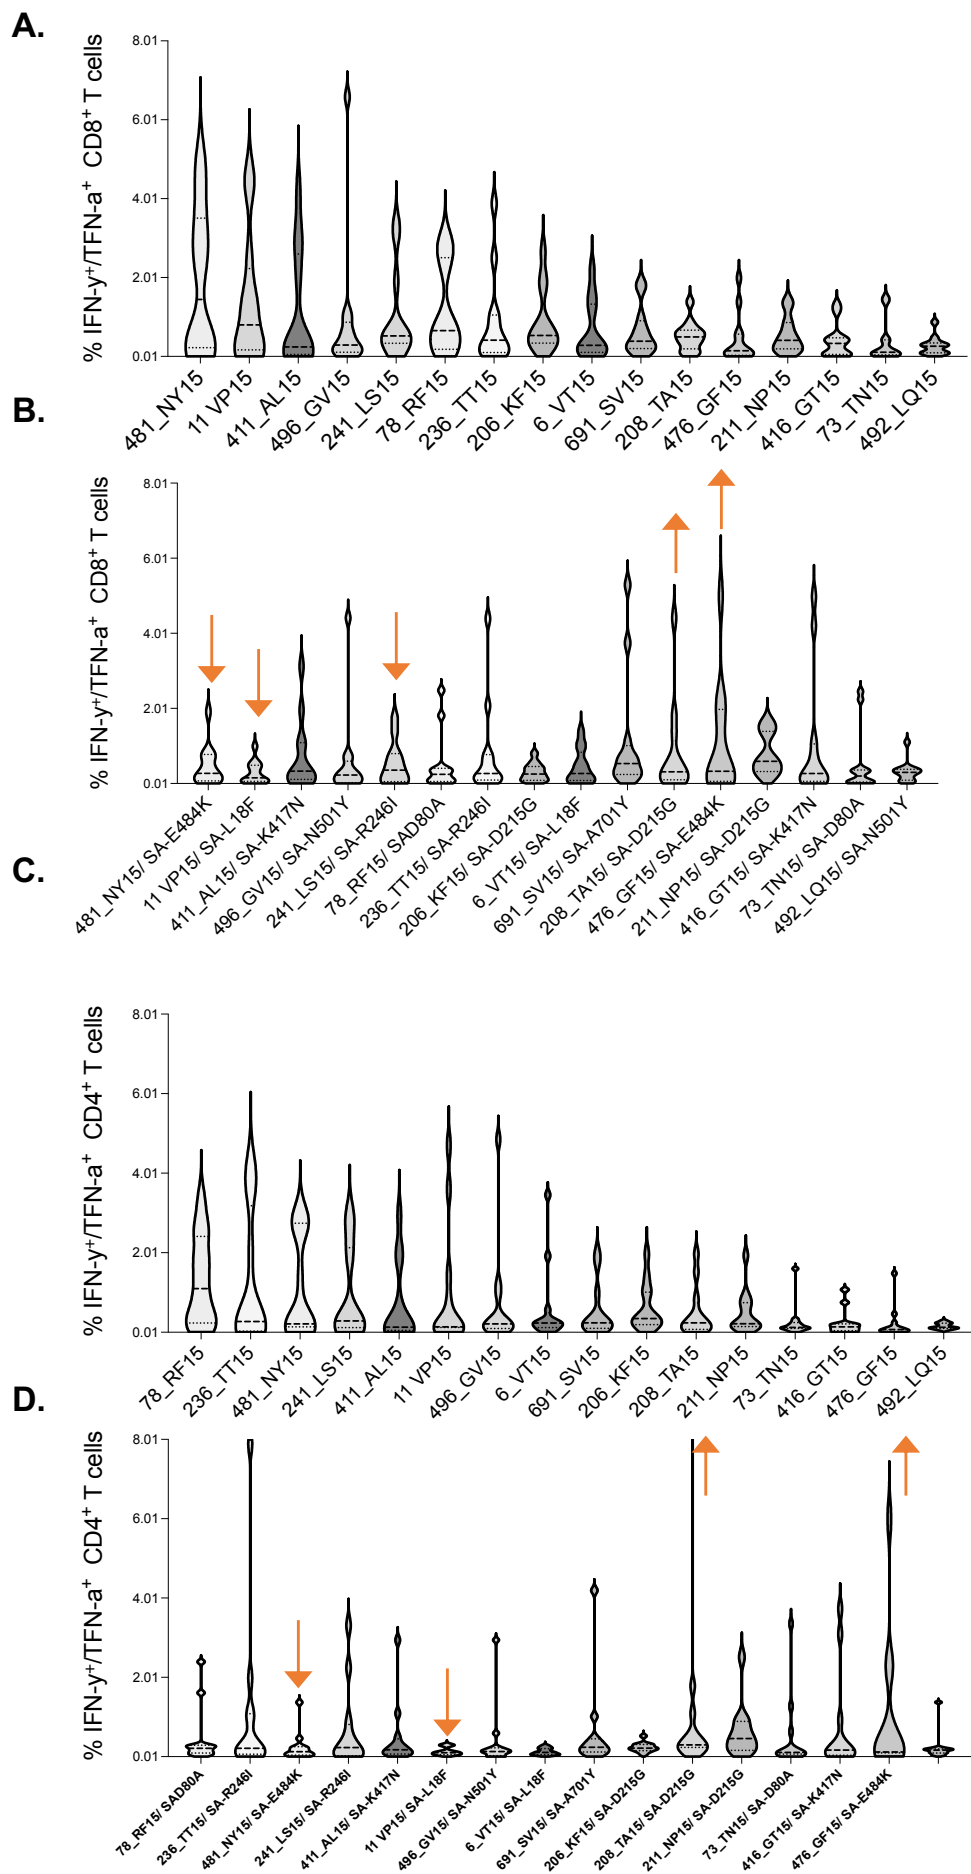 A.
% IFN-y⁺/TFN-a⁺ CD8⁺ T cells
8.01
6.01
4.01
2.01
0.01
481_NY15
11 VP15
411_AL15
496_GV15
241_LS15
78_RF15
236_TT15
206_KF15
6_VT15
691_SV15
208_TA15
476_GF15
211_NP15
416_GT15
73_TN15
492_LQ15
B.
% IFN-y⁺/TFN-a⁺ CD8⁺ T cells
8.01
6.01
4.01
2.01
0.01
481_NY15/ SA-E484K
11 VP15/ SA-L18F
411_AL15/ SA-K417N
496_GV15/ SA-N501Y
241_LS15/ SA-R246I
78_RF15/ SAD80A
236_TT15/ SA-R246I
206_KF15/ SA-D215G
6_VT15/ SA-L18F
691_SV15/ SA-A701Y
208_TA15/ SA-D215G
476_GF15/ SA-E484K
211_NP15/ SA-D215G
416_GT15/ SA-K417N
73_TN15/ SA-D80A
492_LQ15/ SA-N501Y
C.
% IFN-y⁺/TFN-a⁺ CD4⁺ T cells
8.01
6.01
4.01
2.01
0.01
78_RF15
236_TT15
481_NY15
241_LS15
411_AL15
11 VP15
496_GV15
6_VT15
691_SV15
206_KF15
208_TA15
211_NP15
73_TN15
416_GT15
476_GF15
492_LQ15
D.
% IFN-y⁺/TFN-a⁺ CD4⁺ T cells
8.01
6.01
4.01
2.01
0.01
78_RF15/ SAD80A
236_TT15/ SA-R246I
481_NY15/ SA-E484K
241_LS15/ SA-R246I
411_AL15/ SA-K417N
11 VP15/ SA-L18F
496_GV15/ SA-N501Y
6_VT15/ SA-L18F
691_SV15/ SA-A701Y
206_KF15/ SA-D215G
208_TA15/ SA-D215G
211_NP15/ SA-D215G
73_TN15/ SA-D80A
416_GT15/ SA-K417N
476_GF15/ SA-E484K